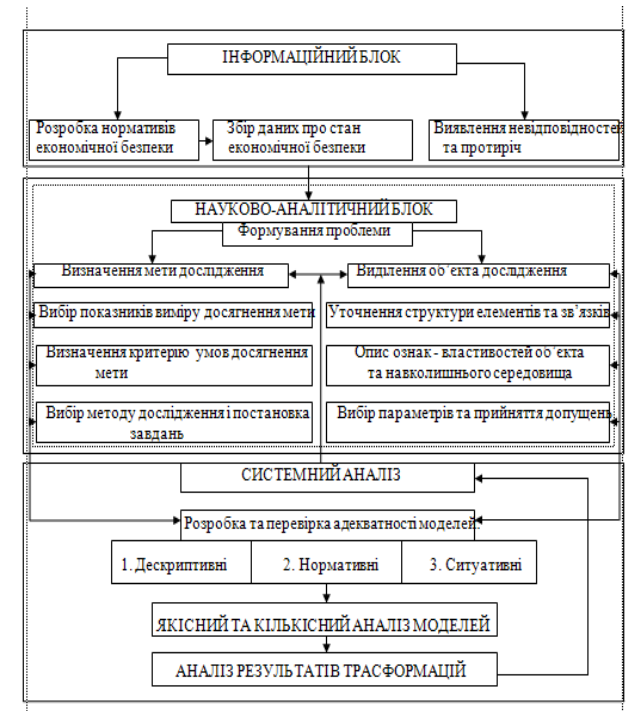 ІНФОРМАЦІЙНИЙ БЛОК
Розробка нормативів
економічної безпеки
Збір даних про стан
економічної безпеки
Виявлення невідповідностей
та протиріч
НАУКОВО-АНАЛІТИЧНИЙ БЛОК
Формування проблеми
Визначення мети дослідження
Виділення об’єкта дослідження
Вибір показників виміру досягнення мети
Уточнення структури елементів та зв’язків
Визначення критерію умов досягнення
мети
Опис ознак - властивостей об’єкта
та навколишнього середовища
Вибір методу дослідження і постановка
завдань
Вибір параметрів та прийняття допущень
СИСТЕМНИЙ АНАЛІЗ
Розробка та перевірка адекватності моделей.
1. Дескриптивні
2. Нормативні
3. Ситуативні
ЯКІСНИЙ ТА КІЛЬКІСНИЙ АНАЛІЗ МОДЕЛЕЙ
АНАЛІЗ РЕЗУЛЬТАТІВ ТРАСФОРМАЦІЙ